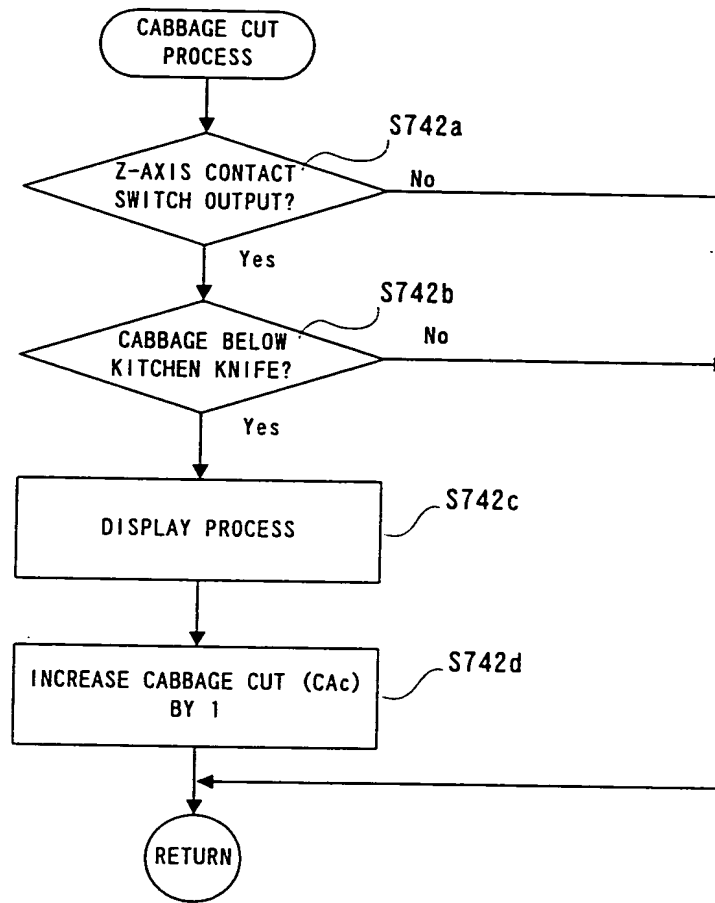 CABBAGE CUT
PROCESS
S742a
Z-AXIS CONTACT
SWITCH OUTPUT?
No
Yes
S742b
CABBAGE BELOW
KITCHEN KNIFE?
No
Yes
S742c
DISPLAY PROCESS
S742d
INCREASE CABBAGE CUT (CAc)
BY 1
RETURN